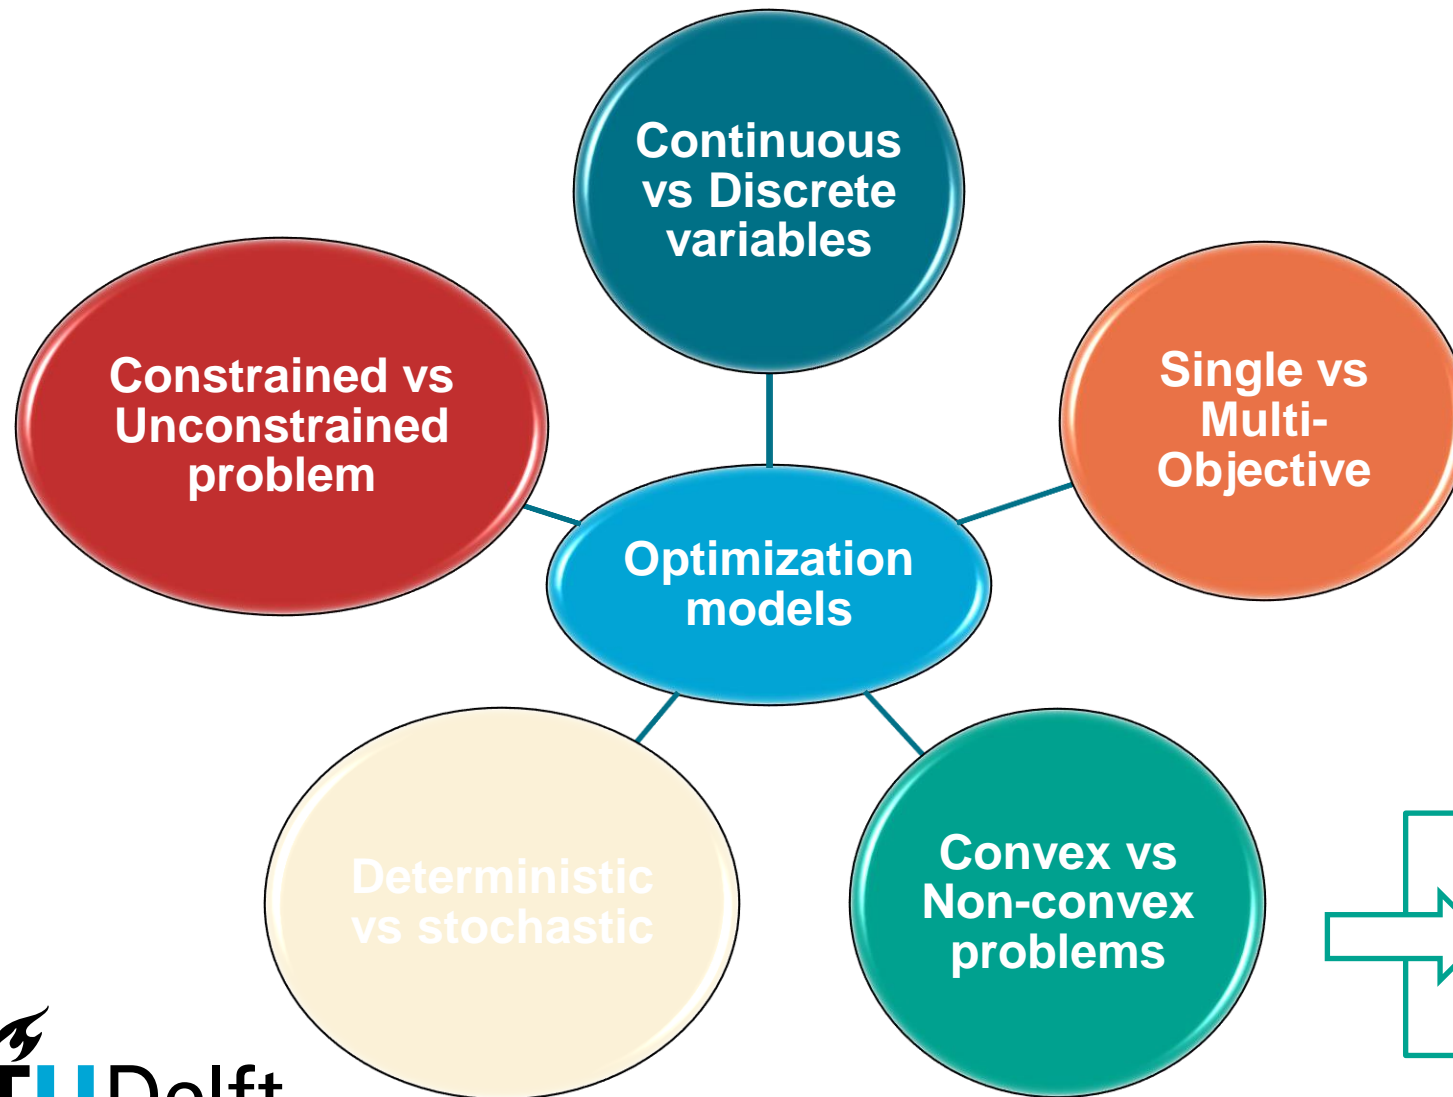 Continuous
vs Discrete
variables
Constrained vs
Unconstrained
problem
Single vs
Multi-
Objective
Optimization
models
Deterministic
vs stochastic
Convex vs
Non-convex
problems
TUDelft